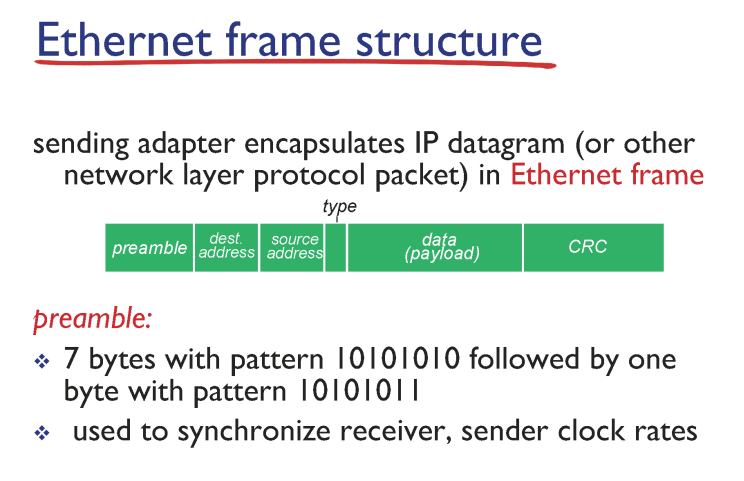 Ethernet frame structure
sending adapter encapsulates IP datagram (or other
network layer protocol packet) in Ethernet frame
type
preamble
dest.
address
source
address
data
(payload)
CRC
preamble:
❖ 7 bytes with pattern 10101010 followed by one
byte with pattern 10101011
❖ used to synchronize receiver, sender clock rates